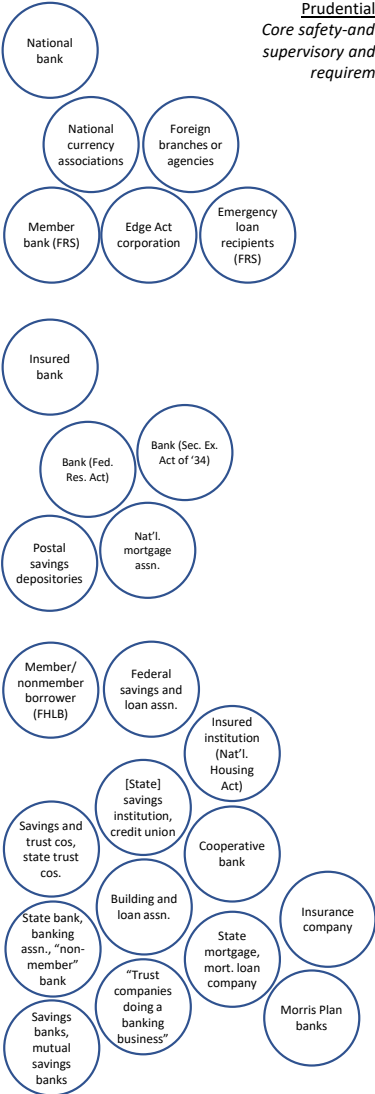 Prudential
Core safety-and
supervisory and
requirem
National
bank
National
currency
associations
Foreign
branches or
agencies
Member
bank (FRS)
Edge Act
corporation
Emergency
loan
recipients
(FRS)
Insured
bank
Bank (Fed.
Res. Act)
Bank (Sec. Ex.
Act of ‘34)
Postal
savings
depositories
Nat’l.
mortgage
assn.
Member/
nonmember
borrower
(FHLB)
Federal
savings and
loan assn.
Insured
institution
(Nat’l.
Housing
Act)
[State]
savings
institution,
credit union
Savings and
trust cos,
state trust
cos.
Cooperative
bank
Building and
loan assn.
Insurance
company
State bank,
banking
assn., “non-
member”
bank
State
mortgage,
mort. loan
company
“Trust
companies
doing a
banking
business”
Morris Plan
banks
Savings
banks,
mutual
savings
banks